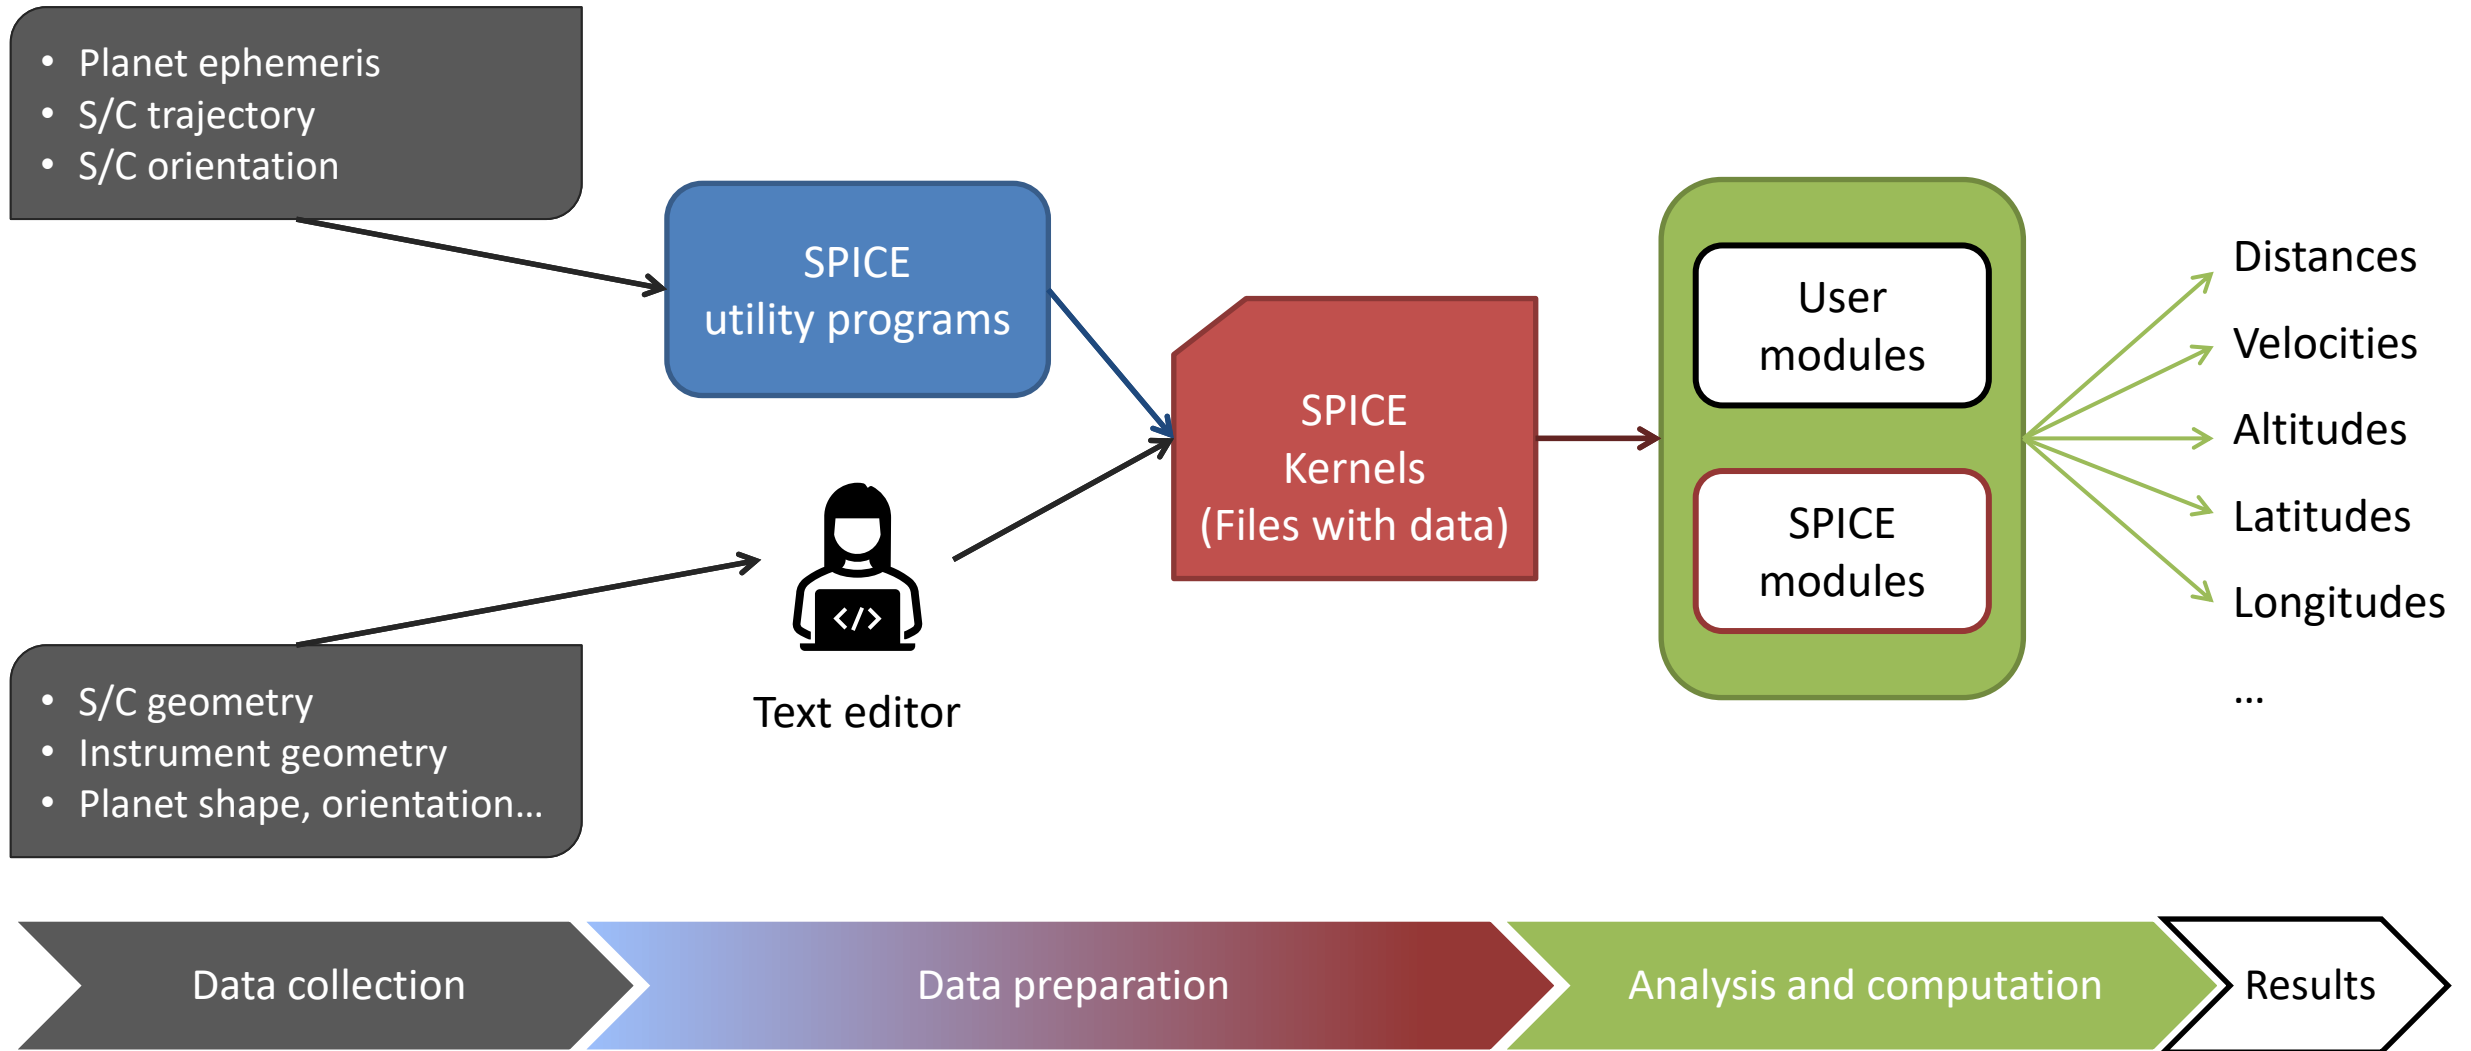 • Planet ephemeris
• S/C trajectory
• S/C orientation
SPICE
utility programs
• S/C geometry
• Instrument geometry
• Planet shape, orientation…
</>
Text editor
SPICE
Kernels
(Files with data)
User
modules
SPICE
modules
Distances
Velocities
Altitudes
Latitudes
Longitudes
…
Data collection
Data preparation
Analysis and computation
Results